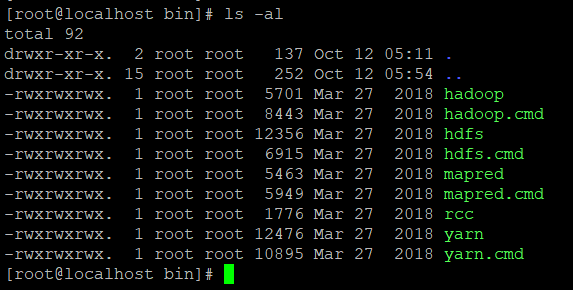 [root@localhost bin]# ls -al
total 92
drwxr-xr-x.  2 root root   137 Oct 12 05:11 .
drwxr-xr-x. 15 root root   252 Oct 12 05:54 ..
-rwxrwxrwx.  1 root root  5701 Mar 27  2018 hadoop
-rwxrwxrwx.  1 root root  8443 Mar 27  2018 hadoop.cmd
-rwxrwxrwx.  1 root root 12356 Mar 27  2018 hdfs
-rwxrwxrwx.  1 root root  6915 Mar 27  2018 hdfs.cmd
-rwxrwxrwx.  1 root root  5463 Mar 27  2018 mapred
-rwxrwxrwx.  1 root root  5949 Mar 27  2018 mapred.cmd
-rwxrwxrwx.  1 root root  1776 Mar 27  2018 rcc
-rwxrwxrwx.  1 root root 12476 Mar 27  2018 yarn
-rwxrwxrwx.  1 root root 10895 Mar 27  2018 yarn.cmd
[root@localhost bin]#